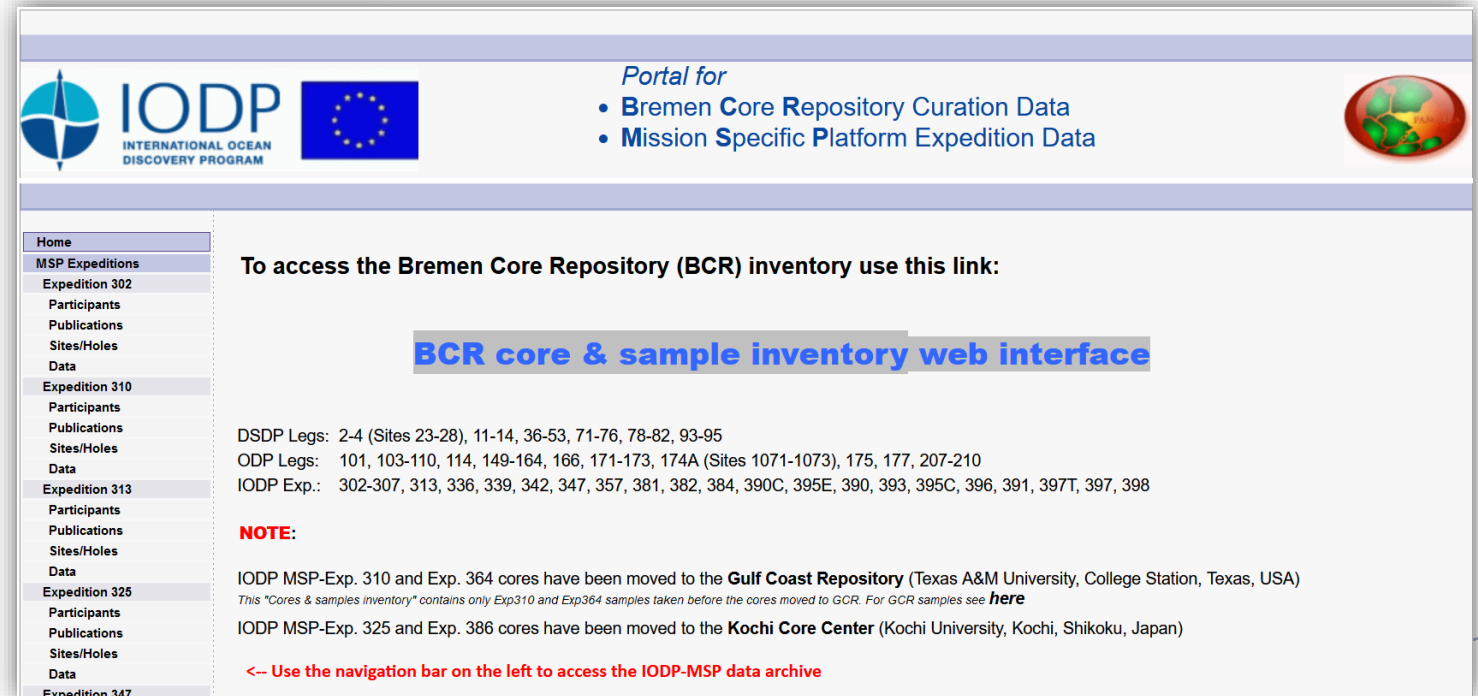 IODP
INTERNATIONAL OCEAN
DISCOVERY PROGRAM
Portal for
• Bremen Core Repository Curation Data
• Mission Specific Platform Expedition Data
PANGAEA
Home
MSP Expeditions
Expedition 302
Participants
Publications
Sites/Holes
Data
Expedition 310
Participants
Publications
Sites/Holes
Data
Expedition 313
Participants
Publications
Sites/Holes
Data
Expedition 325
Participants
Publications
Sites/Holes
Data
Expedition 347
To access the Bremen Core Repository (BCR) inventory use this link:
BCR core & sample inventory web interface
DSDP Legs: 2-4 (Sites 23-28), 11-14, 36-53, 71-76, 78-82, 93-95
ODP Legs: 101, 103-110, 114, 149-164, 166, 171-173, 174A (Sites 1071-1073), 175, 177, 207-210
IODP Exp.: 302-307, 313, 336, 339, 342, 347, 357, 381, 382, 384, 390C, 395E, 390, 393, 395C, 396, 391, 397T, 397, 398
NOTE:
IODP MSP-Exp. 310 and Exp. 364 cores have been moved to the Gulf Coast Repository (Texas A&M University, College Station, Texas, USA)
This "Cores & samples inventory" contains only Exp310 and Exp364 samples taken before the cores moved to GCR. For GCR samples see here
IODP MSP-Exp. 325 and Exp. 386 cores have been moved to the Kochi Core Center (Kochi University, Kochi, Shikoku, Japan)
<-- Use the navigation bar on the left to access the IODP-MSP data archive